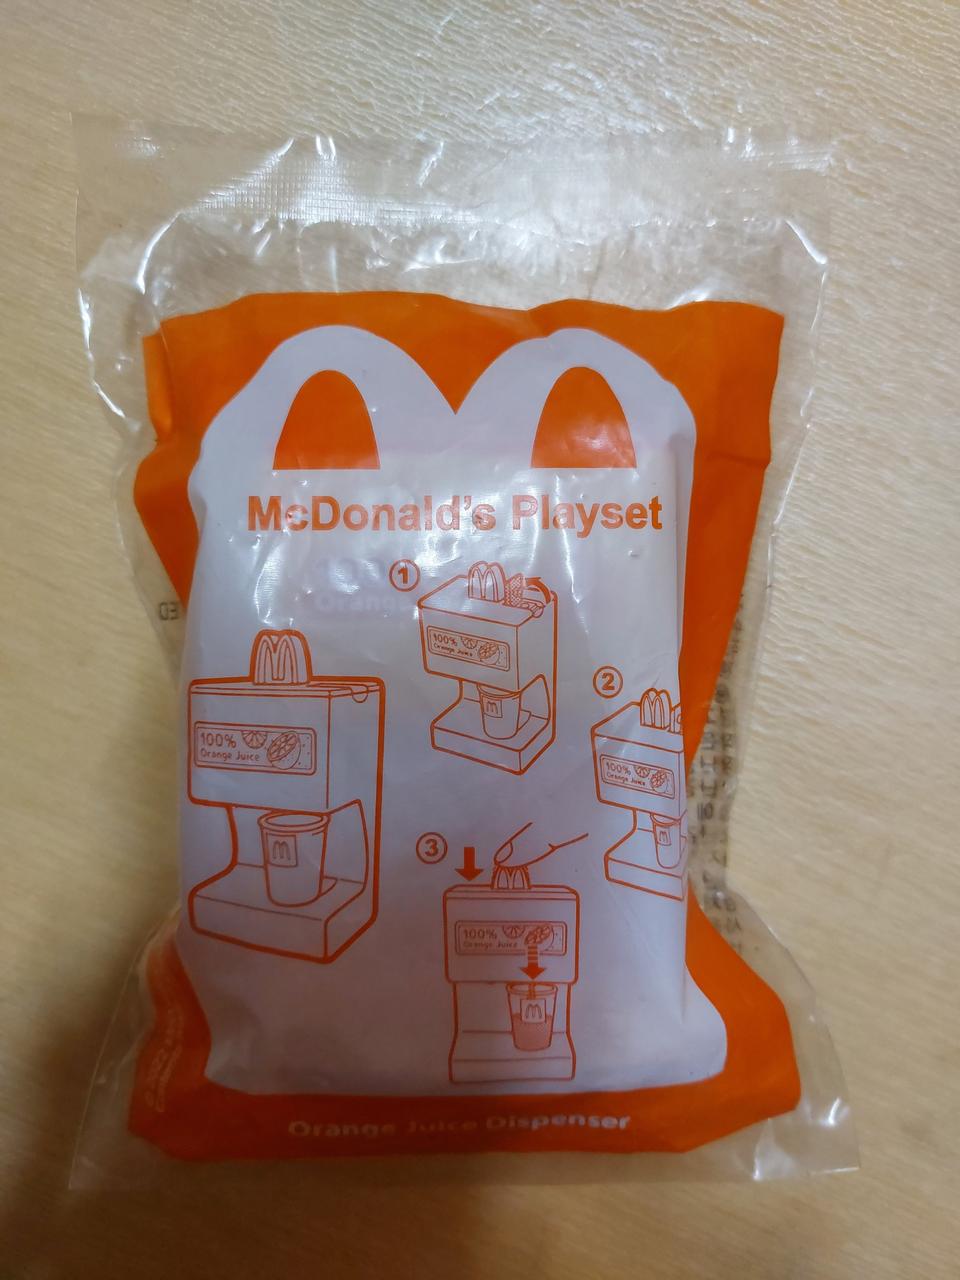 McDonald's Playset
1
100%
Orange Juice
100%
Orange Juice
2
100%
Orange Juice
3
100%
Orange Juice
Orange Juice Dispenser